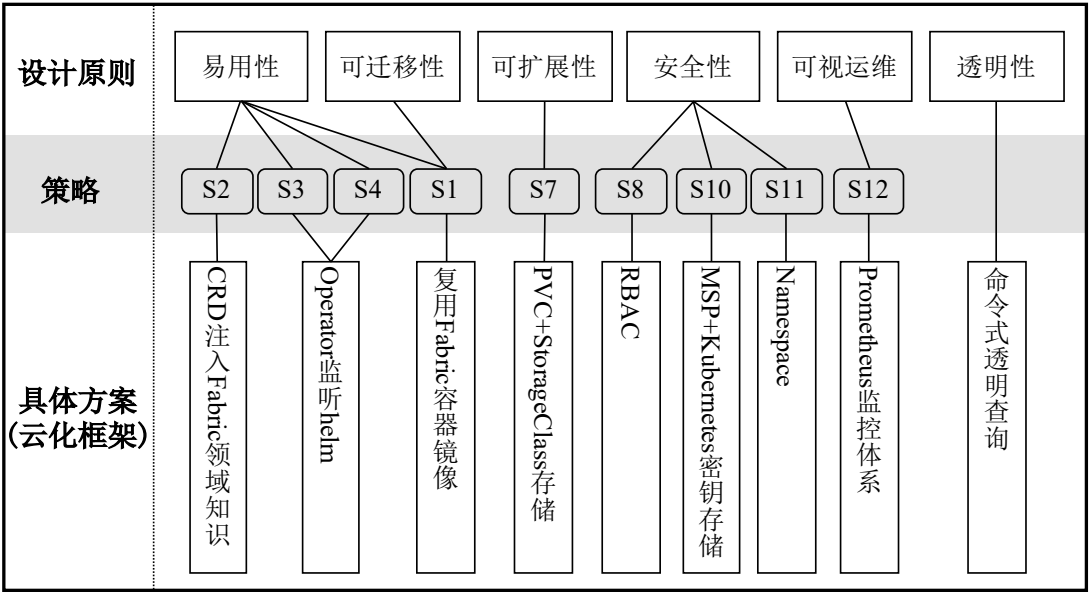 设计原则
易用性
可迁移性
可扩展性
安全性
可视运维
透明性
策略
S2
S3
S4
S1
S7
S8
S10
S11
S12
具体方案
(云化框架)
CRD注入Fabric领域知识
Operator监听helm
复用Fabric容器镜像
PVC+StorageClass存储
RBAC
MSP+Kubernetes密钥存储
Namespace
Prometheus监控体系
命令式透明查询